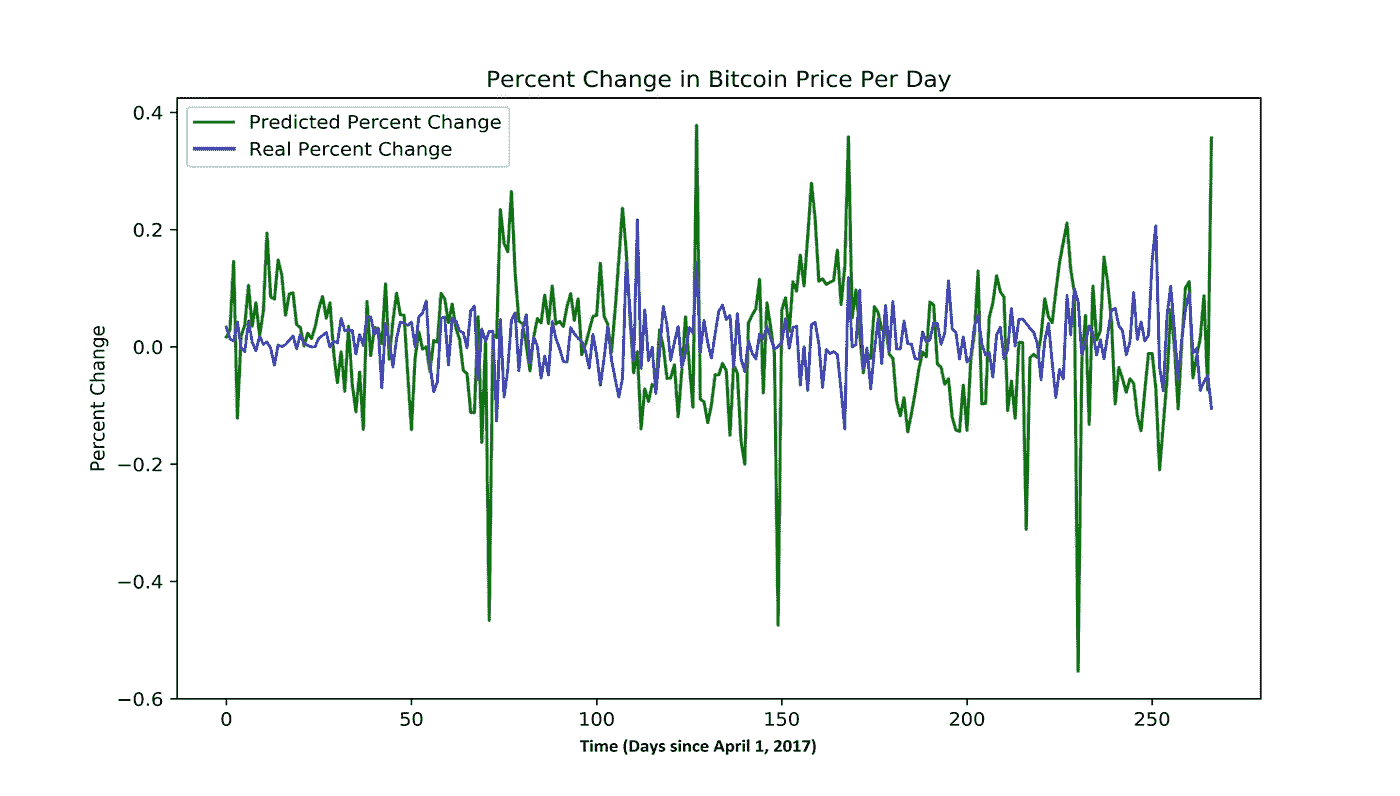 Percent Change in Bitcoin Price Per Day
Predicted Percent Change
Real Percent Change
Percent Change
0.4
0.2
0.0
−0.2
−0.4
−0.6
0 50 100 150 200 250
Time (Days since April 1, 2017)